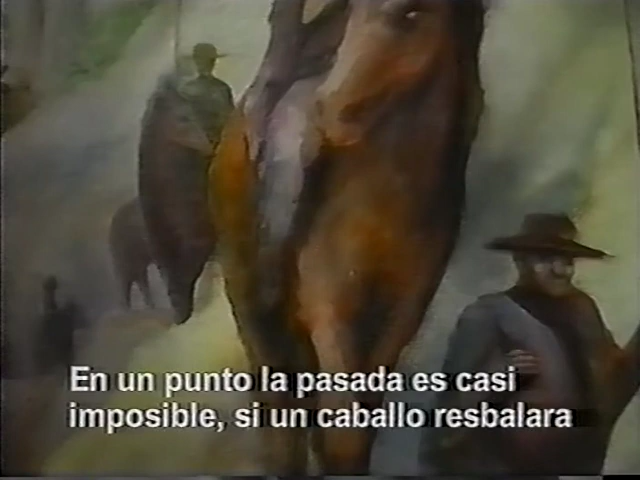 En un punto la pasada es casi
imposible, si un caballo resbalara